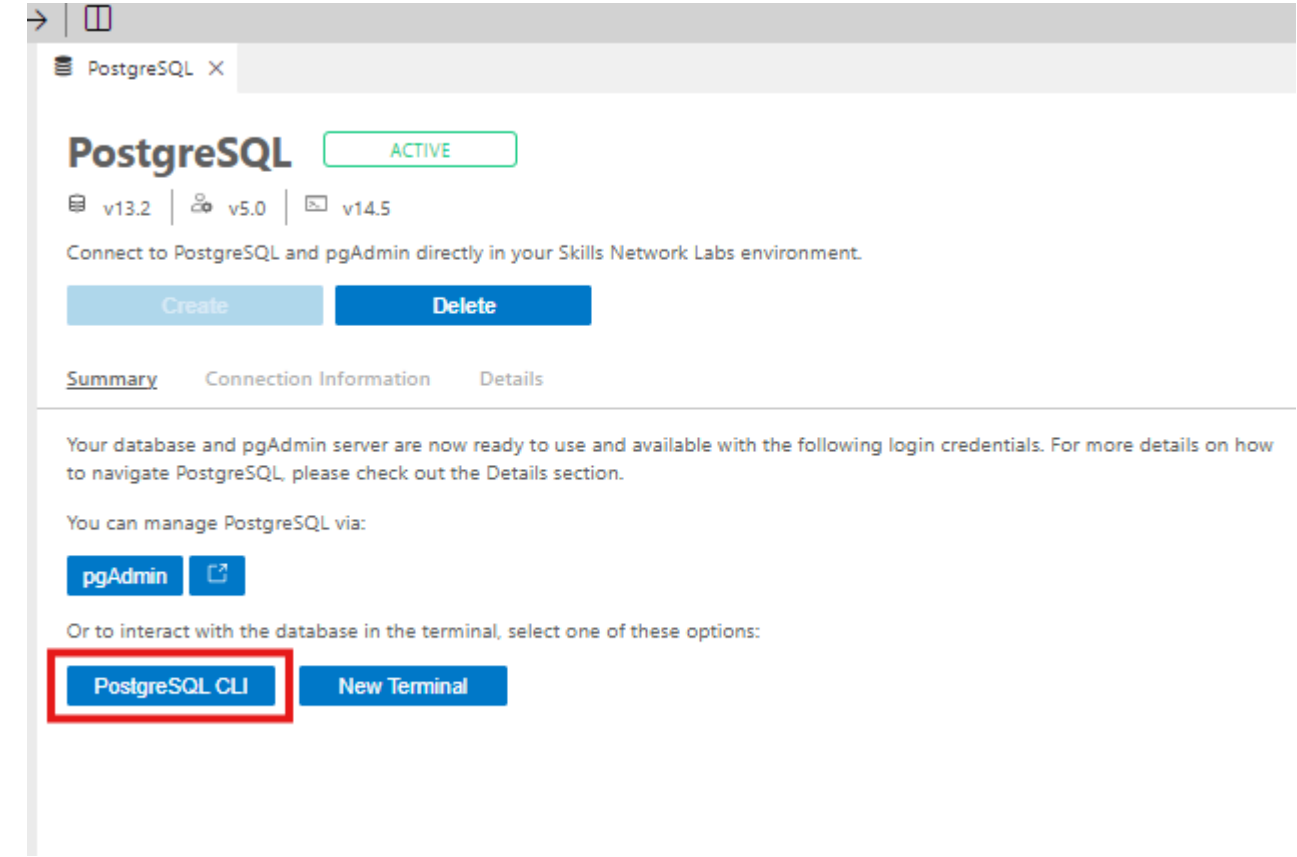 PostgreSQL
PostgreSQL ACTIVE
v13.2 v5.0 v14.5
Connect to PostgreSQL and pgAdmin directly in your Skills Network Labs environment.
Create Delete
Summary Connection Information Details
Your database and pgAdmin server are now ready to use and available with the following login credentials. For more details on how
to navigate PostgreSQL, please check out the Details section.
You can manage PostgreSQL via:
pgAdmin
Or to interact with the database in the terminal, select one of these options:
PostgreSQL CLI New Terminal